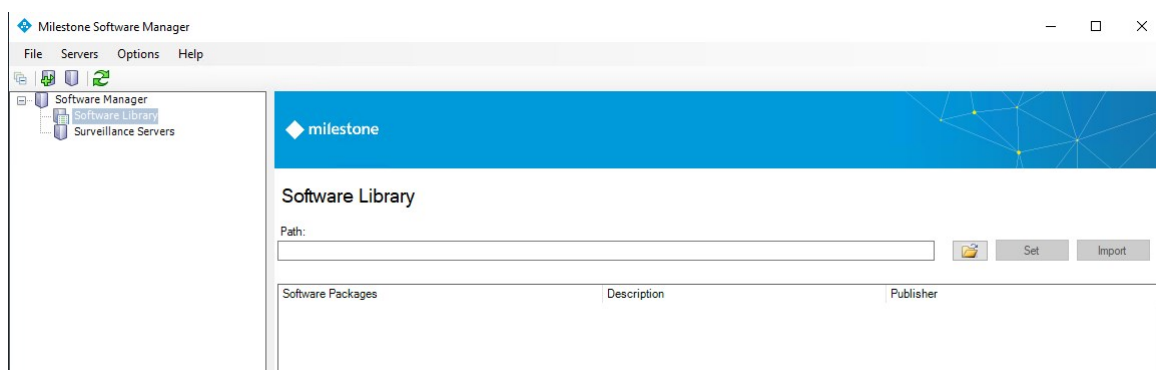 Milestone Software Manager
File Servers Options Help
Software Manager
Software Library
Surveillance Servers
milestone
Software Library
Path:
Set Import
Software Packages Description Publisher